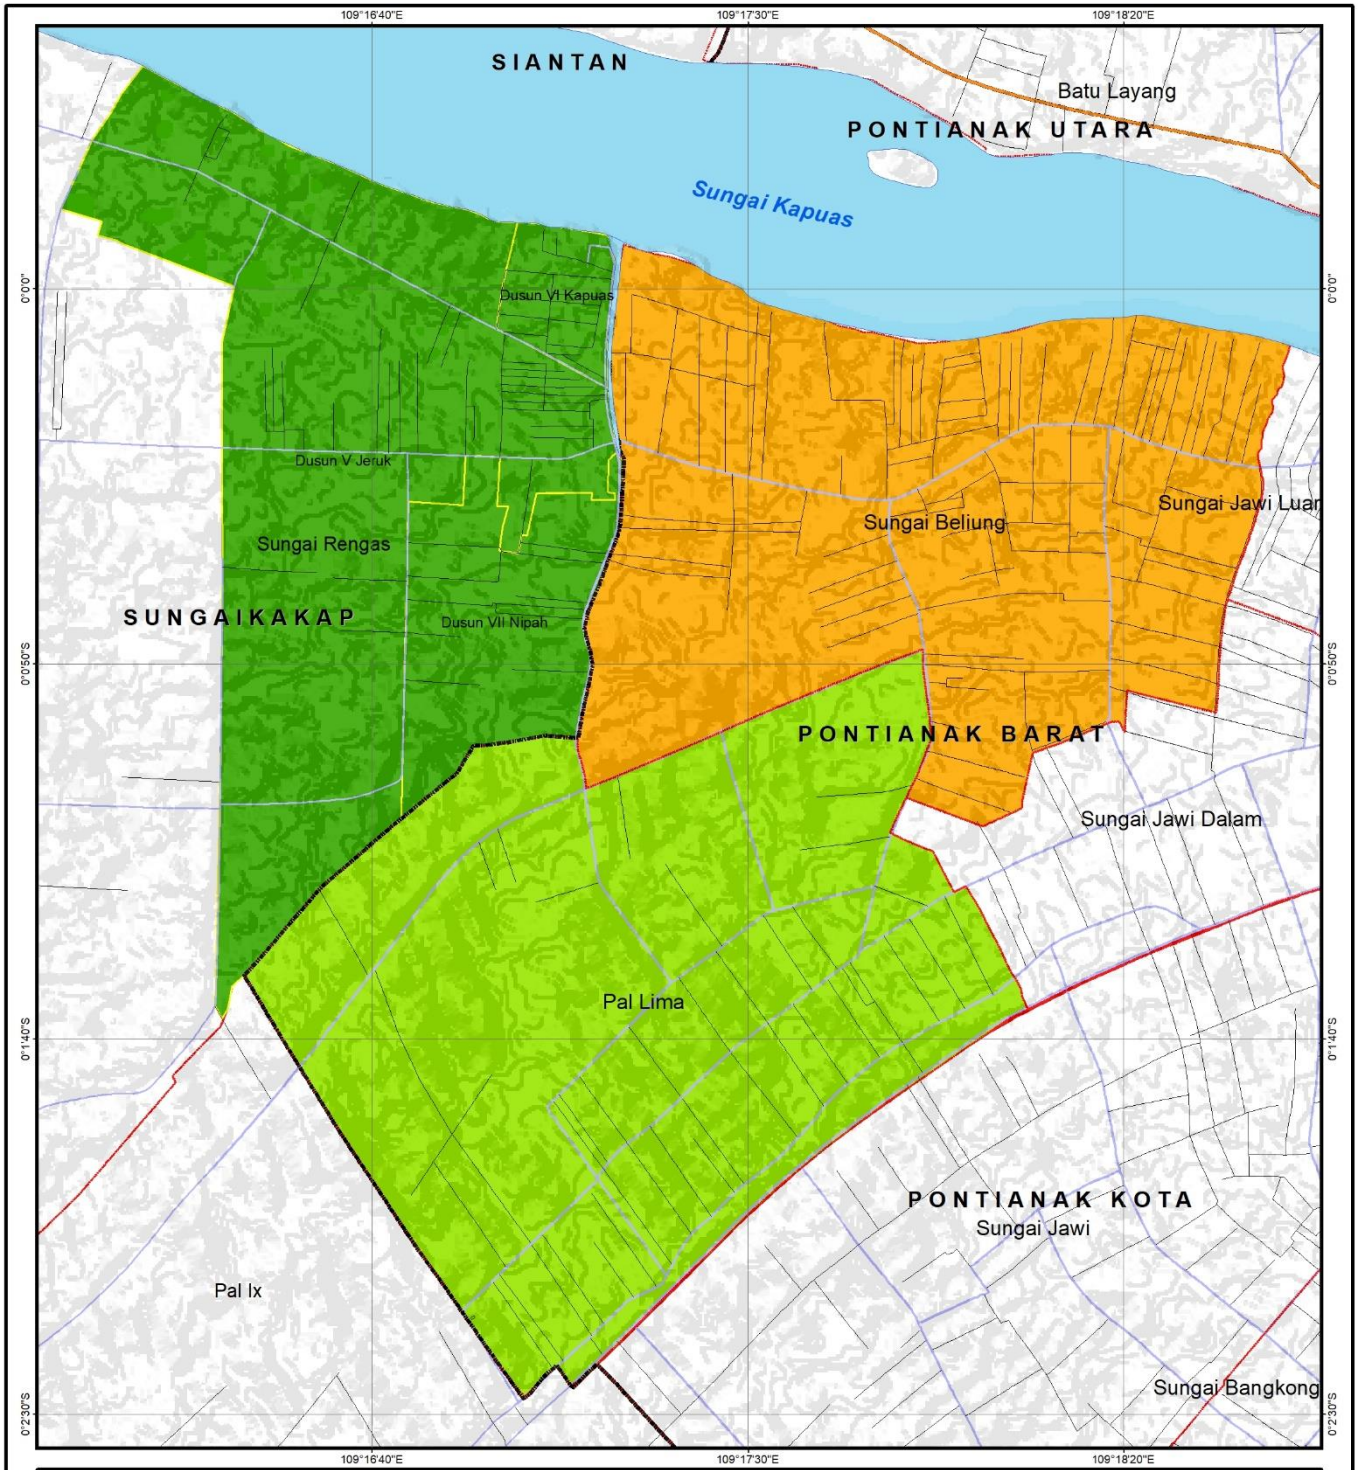 109°16'40"E
109°17'30"E
109°18'20"E
SIANTAN
Batu Layang
PONTIANAK UTARA
Sungai Kapuas
0°0'0"
0°0'0"
Dusun VI Kapuas
Dusun V Jeruk
Sungai Jawi Luar
Sungai Beliung
Sungai Rengas
SUNGAIKAKAP
Dusun VII Nipah
0°0'50"S
0°0'50"S
PONTIANAK BARAT
Sungai Jawi Dalam
Pal Lima
0°1'40"S
0°1'40"S
PONTIANAK KOTA
Sungai Jawi
Pal Ix
Sungai Bangkong
0°2'30"S
0°2'30"S
109°16'40"E
109°17'30"E
109°18'20"E